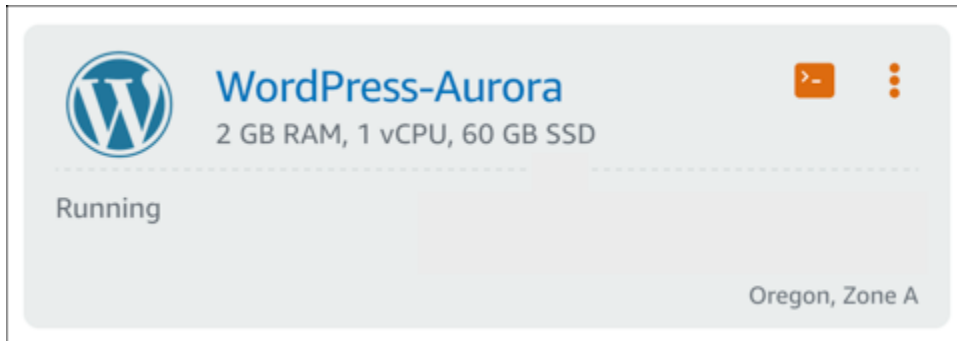 WordPress-Aurora
2 GB RAM, 1 vCPU, 60 GB SSD
Running
Oregon, Zone A